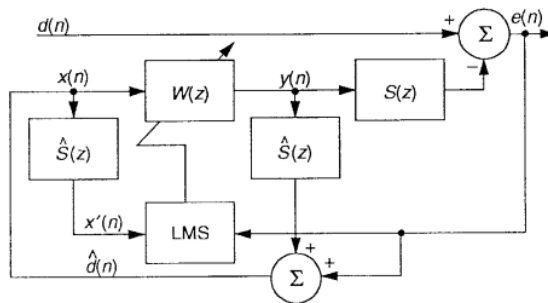 d(n)
+
Σ
e(n)
−
x(n)
W(z)
y(n)
S(z)
Ŝ(z)
Ŝ(z)
x′(n)
LMS
d̂(n)
+
+
Σ